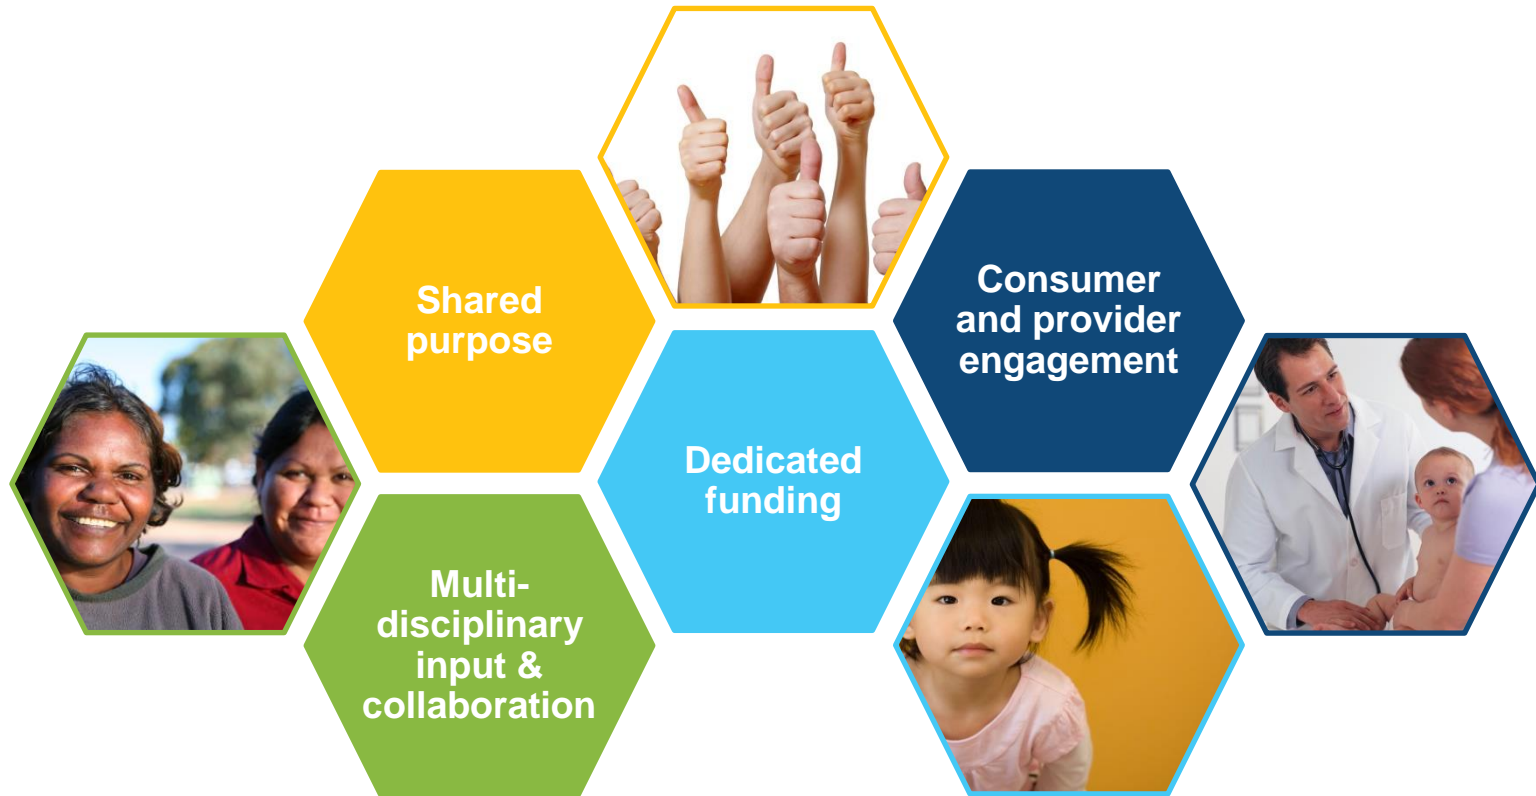 Shared
purpose
Consumer
and provider
engagement
Dedicated
funding
Multi-
disciplinary
input &
collaboration